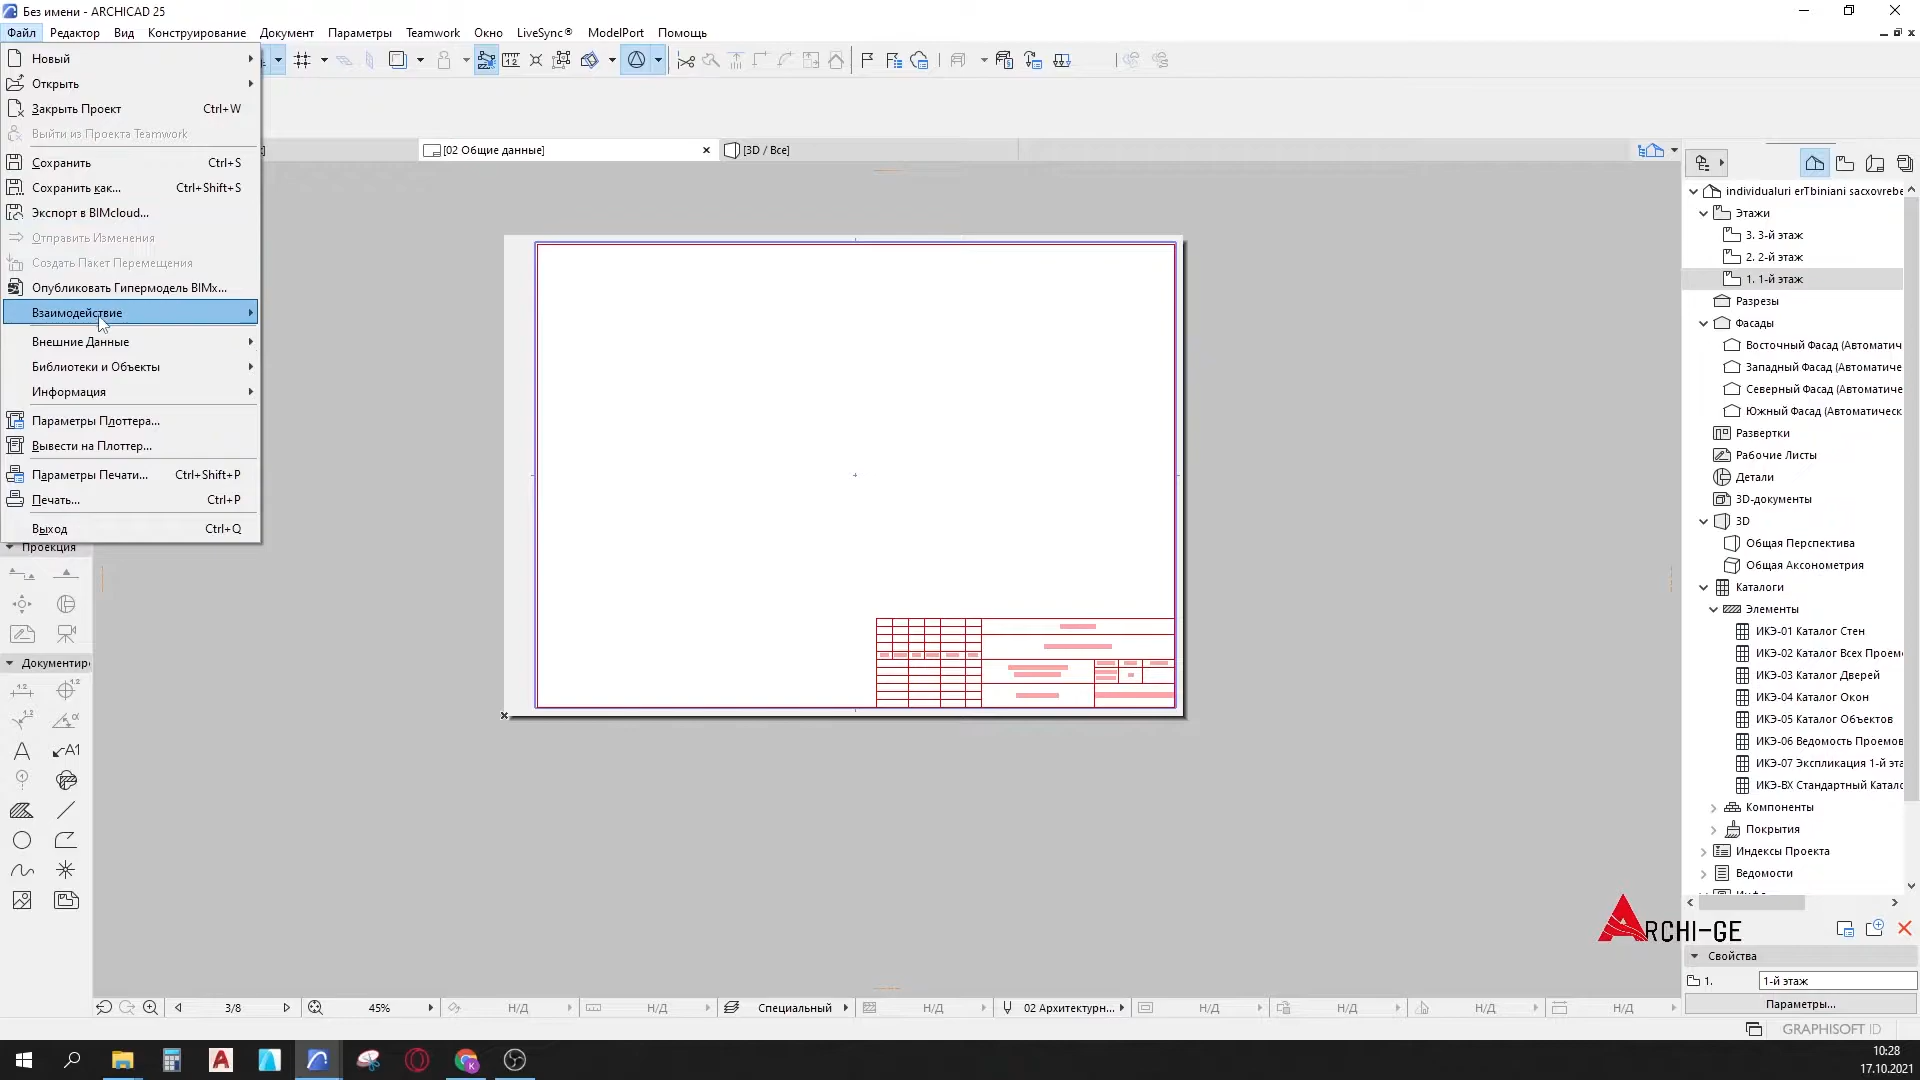 Без имени - ARCHICAD 25
Файл Редактор Вид Конструирование Документ Параметры Teamwork Окно LiveSync® ModelPort Помощь
Новый
Открыть
Закрыть Проект Ctrl+W
Выйти из Проекта Teamwork
Сохранить Ctrl+S
Сохранить как... Ctrl+Shift+S
Экспорт в BIMcloud...
Отправить Изменения
Создать Пакет Перемещения
Опубликовать Гипермодель BIMx...
Взаимодействие
Внешние Данные
Библиотеки и Объекты
Информация
Параметры Плоттера...
Вывести на Плоттер...
Параметры Печати... Ctrl+Shift+P
Печать... Ctrl+P
Выход Ctrl+Q
Проекция
Документир
A1
[02 Общие данные]
[3D / Все]
individualuri erTbiniani sacxovrebe
Этажи
3. 3-й этаж
2. 2-й этаж
1. 1-й этаж
Разрезы
Фасады
Восточный Фасад (Автоматич
Западный Фасад (Автоматиче
Северный Фасад (Автоматиче
Южный Фасад (Автоматическ
Развертки
Рабочие Листы
Детали
3D-документы
3D
Общая Перспектива
Общая Аксонометрия
Каталоги
Элементы
ИКЭ-01 Каталог Стен
ИКЭ-02 Каталог Всех Проем
ИКЭ-03 Каталог Дверей
ИКЭ-04 Каталог Окон
ИКЭ-05 Каталог Объектов
ИКЭ-06 Ведомость Проемов
ИКЭ-07 Экспликация 1-й эта
ИКЭ-ВХ Стандартный Катало
Компоненты
Покрытия
Индексы Проекта
Ведомости
ARCHI-GE
Свойства
1. 1-й этаж
Параметры...
3/8 45% Н/Д Н/Д Специальный Н/Д 02 Архитектурн... Н/Д Н/Д Н/Д Н/Д
GRAPHISOFT ID
10:28
17.10.2021